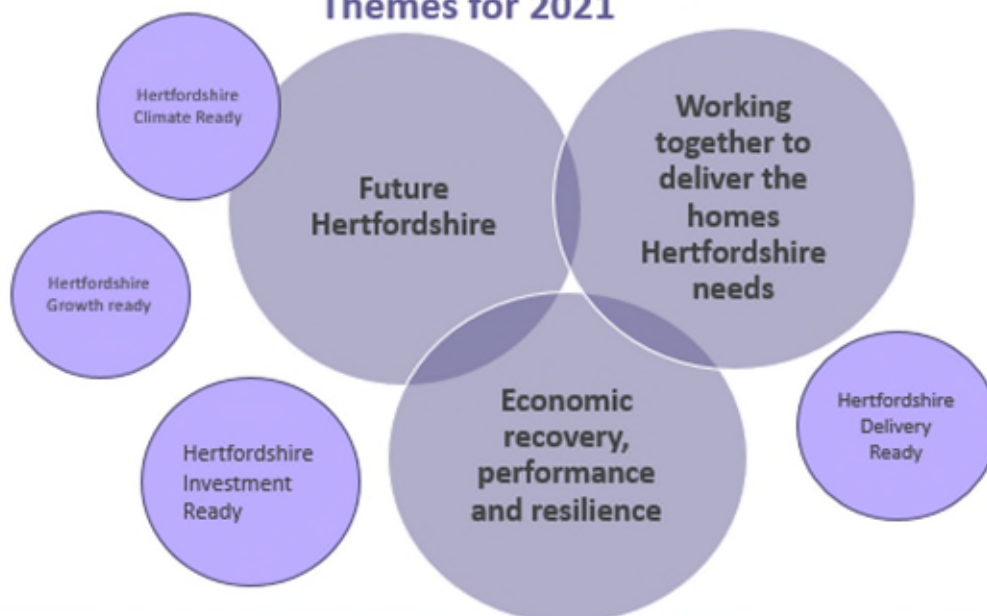 Themes for 2021
Hertfordshire
Climate Ready
Future
Hertfordshire
Working
together to
deliver the
homes
Hertfordshire
needs
Hertfordshire
Growth ready
Economic
recovery,
performance
and resilience
Hertfordshire
Investment
Ready
Hertfordshire
Delivery
Ready